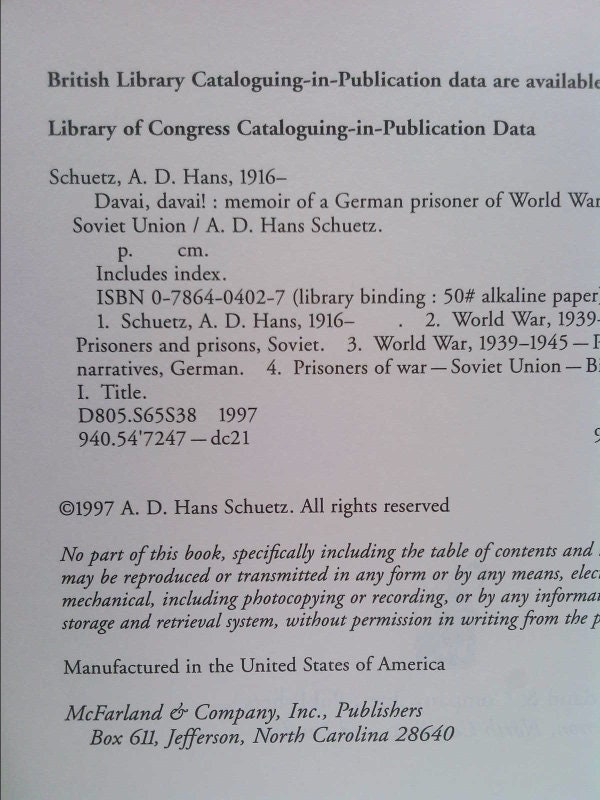 British Library Cataloguing-in-Publication data are available
Library of Congress Cataloguing-in-Publication Data
Schuetz, A. D. Hans, 1916–
Davai, davai! : memoir of a German prisoner of World War
Soviet Union / A. D. Hans Schuetz.
p. cm.
Includes index.
ISBN 0-7864-0402-7 (library binding : 50# alkaline paper)
1. Schuetz, A. D. Hans, 1916– . 2. World War, 1939–
Prisoners and prisons, Soviet. 3. World War, 1939–1945 —
narratives, German. 4. Prisoners of war — Soviet Union —
I. Title.
D805.S65S38 1997
940.54'7247 — dc21
©1997 A. D. Hans Schuetz. All rights reserved
No part of this book, specifically including the table of contents and
may be reproduced or transmitted in any form or by any means,
mechanical, including photocopying or recording, or by any
storage and retrieval system, without permission in writing from the
Manufactured in the United States of America
McFarland & Company, Inc., Publishers
Box 611, Jefferson, North Carolina 28640